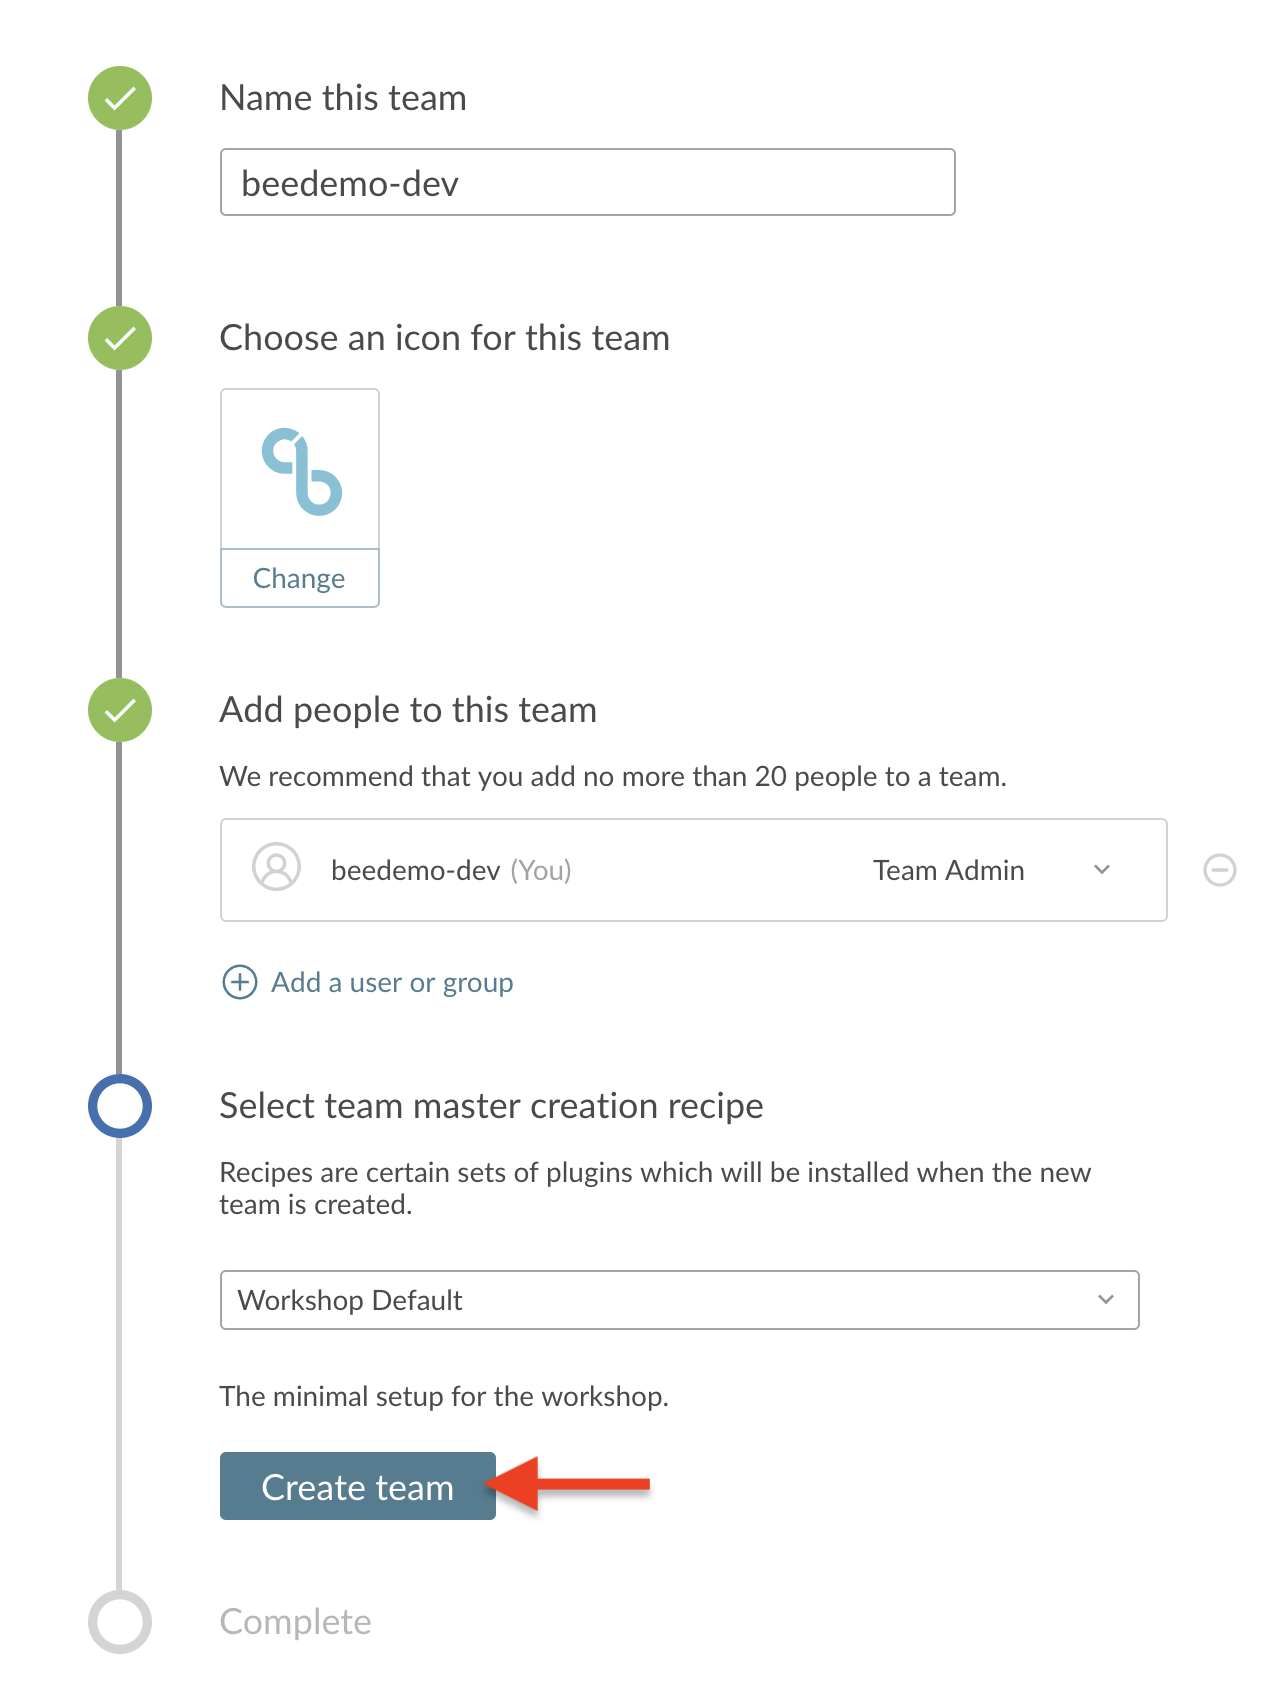 Name this team
beedemo-dev
Choose an icon for this team
Change
Add people to this team
We recommend that you add no more than 20 people to a team.
beedemo-dev (You) Team Admin
Add a user or group
Select team master creation recipe
Recipes are certain sets of plugins which will be installed when the new
team is created.
Workshop Default
The minimal setup for the workshop.
Create team
Complete